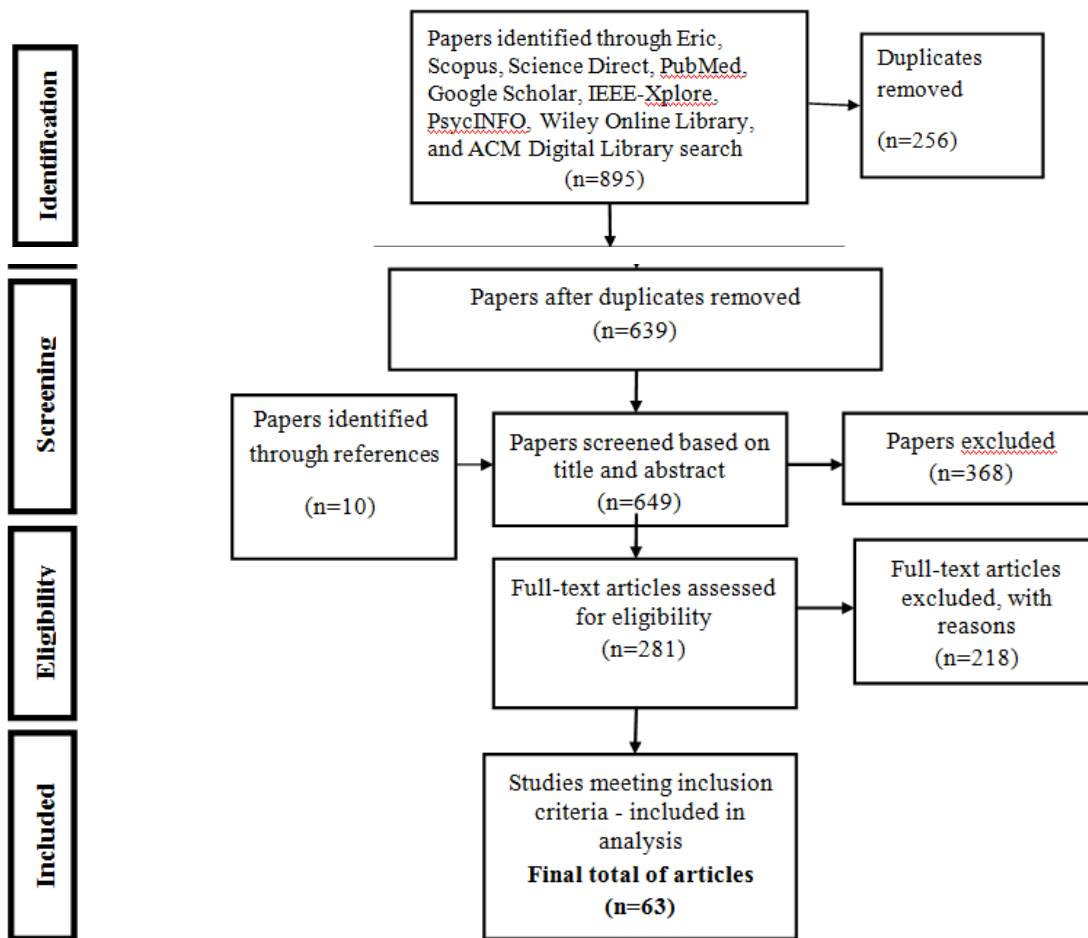 Identification
Papers identified through Eric,
Scopus, Science Direct, PubMed,
Google Scholar, IEEE-Xplore,
PsycINFO, Wiley Online Library,
and ACM Digital Library search
(n=895)
Duplicates
removed
(n=256)
Screening
Papers after duplicates removed
(n=639)
Papers identified
through references
(n=10)
Papers screened based on
title and abstract
(n=649)
Papers excluded
(n=368)
Eligibility
Full-text articles assessed
for eligibility
(n=281)
Full-text articles
excluded, with
reasons
(n=218)
Included
Studies meeting inclusion
criteria - included in
analysis
Final total of articles
(n=63)